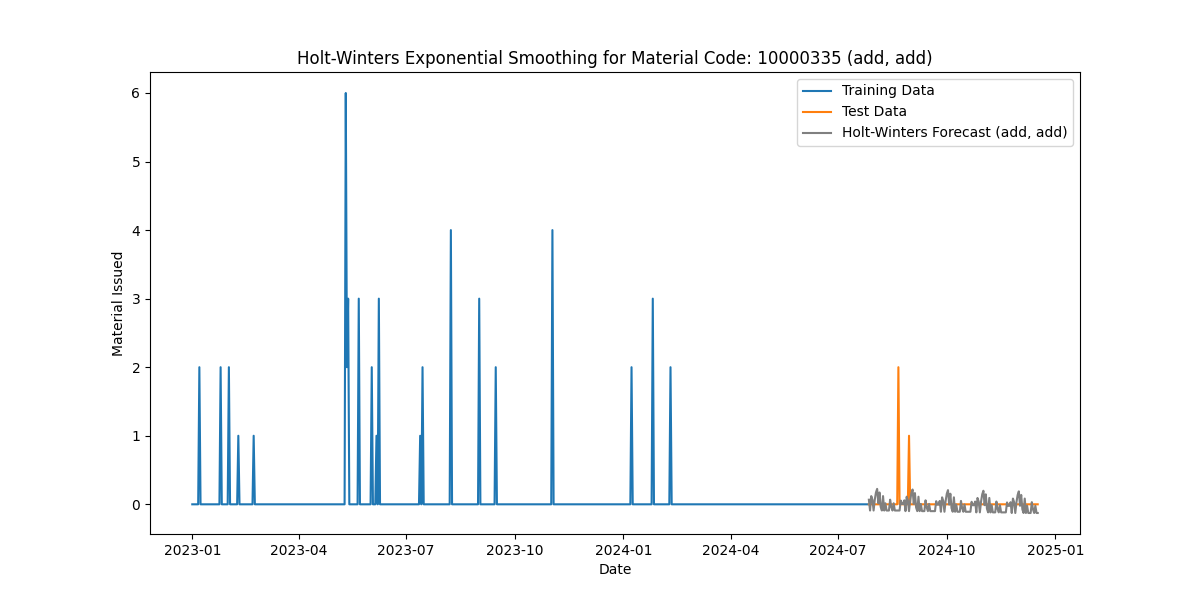 Holt-Winters Exponential Smoothing for Material Code: 10000335 (add, add)
Training Data
Test Data
Holt-Winters Forecast (add, add)
Material Issued
6
5
4
3
2
1
0
2023-01 2023-04 2023-07 2023-10 2024-01 2024-04 2024-07 2024-10 2025-01
Date